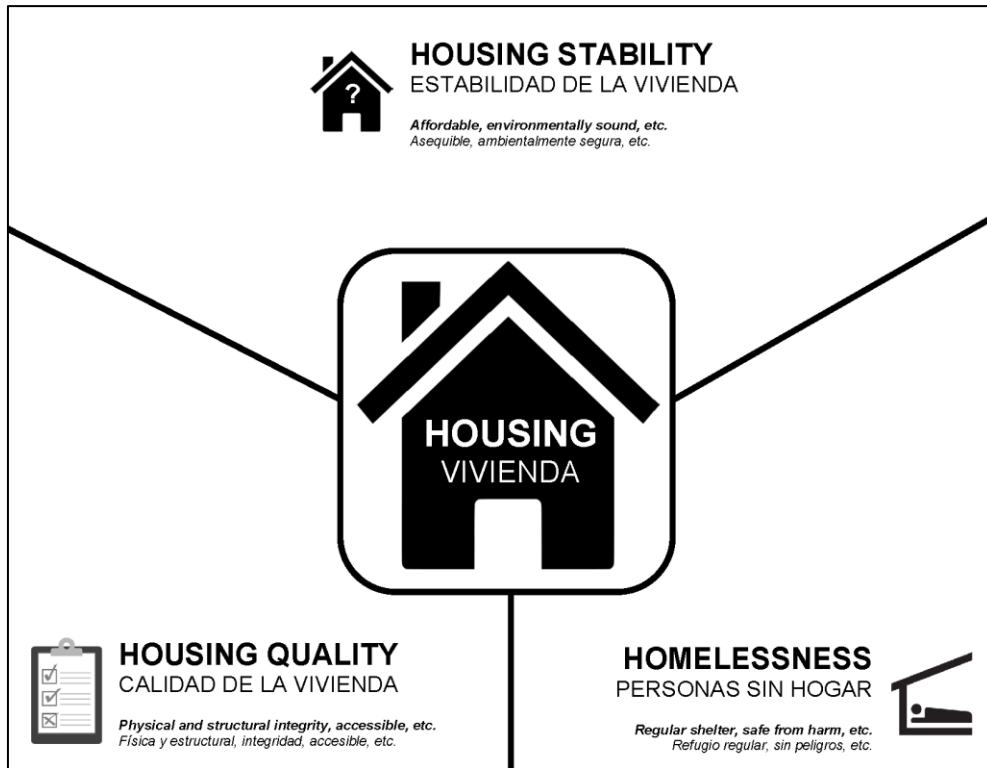 HOUSING STABILITY
ESTABILIDAD DE LA VIVIENDA
Affordable, environmentally sound, etc.
Asequible, ambientalmente segura, etc.
?
HOUSING
VIVIENDA
HOUSING QUALITY
CALIDAD DE LA VIVIENDA
Physical and structural integrity, accessible, etc.
Física y estructural, integridad, accesible, etc.
HOMELESSNESS
PERSONAS SIN HOGAR
Regular shelter, safe from harm, etc.
Refugio regular, sin peligros, etc.